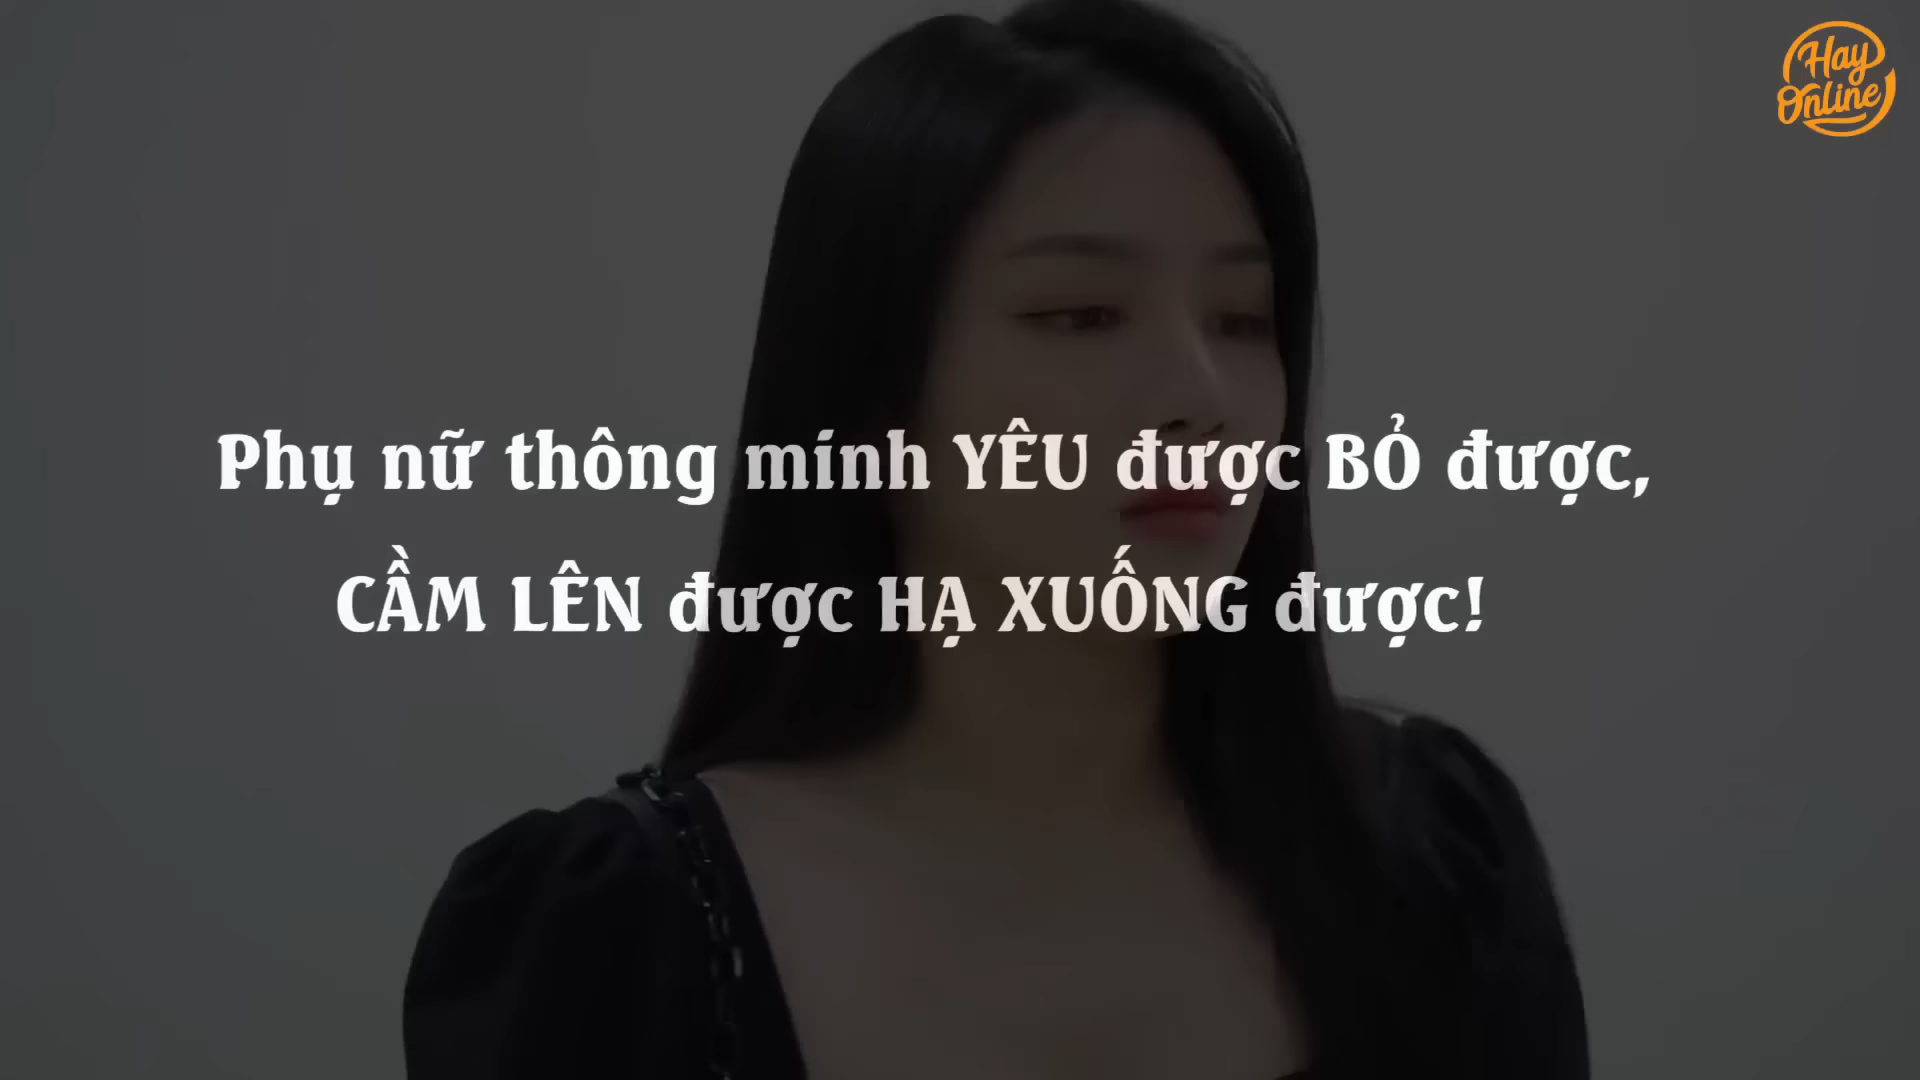 Hay
Online
Phụ nữ thông minh YÊU được BỎ được,
CẦM LÊN được HẠ XUỐNG được!